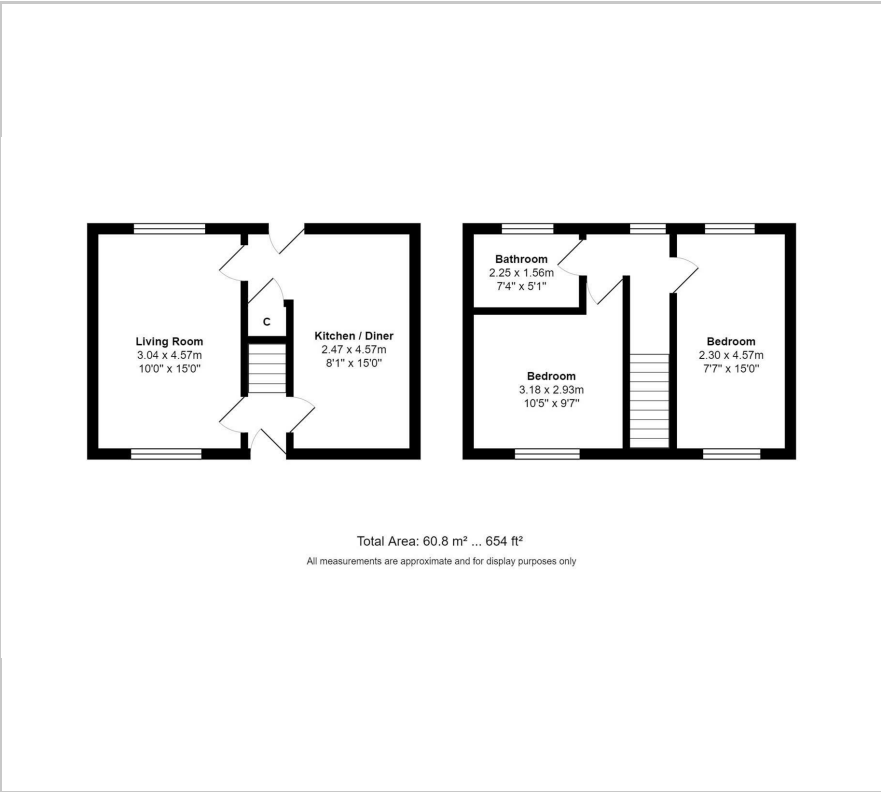 Living Room
3.04 x 4.57m
10'0" x 15'0"
C
Kitchen / Diner
2.47 x 4.57m
8'1" x 15'0"
Bathroom
2.25 x 1.56m
7'4" x 5'1"
Bedroom
3.18 x 2.93m
10'5" x 9'7"
Bedroom
2.30 x 4.57m
7'7" x 15'0"
Total Area: 60.8 m² ... 654 ft²
All measurements are approximate and for display purposes only